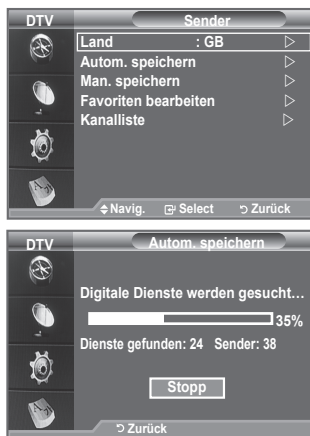 DTV Sender
Land : GB
Autom. speichern
Man. speichern
Favoriten bearbeiten
Kanalliste
Navig. Select Zurück
DTV Autom. speichern
Digitale Dienste werden gesucht...
35%
Dienste gefunden: 24 Sender: 38
Stopp
Zurück